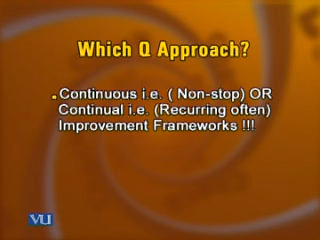 Which Q Approach?
.Continuous i.e. ( Non-stop) OR
Continual i.e. (Recurring often)
Improvement Frameworks !!!
VU